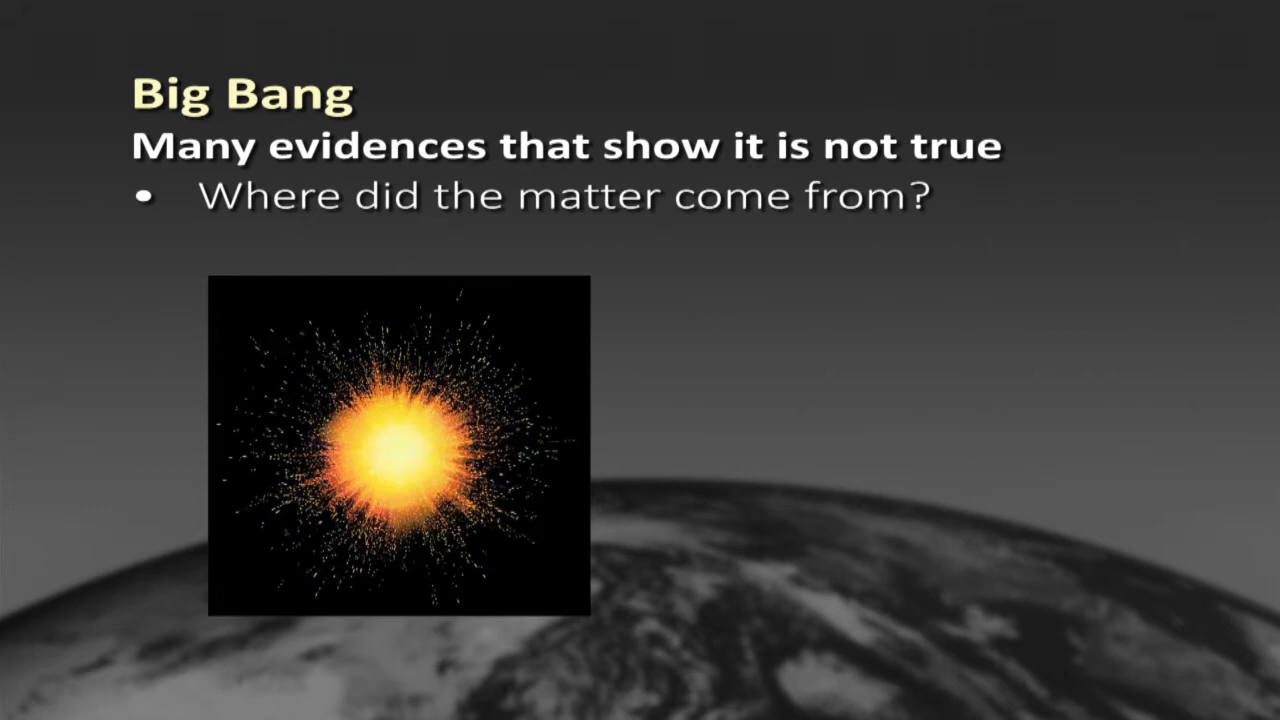 Big Bang
Many evidences that show it is not true
• Where did the matter come from?